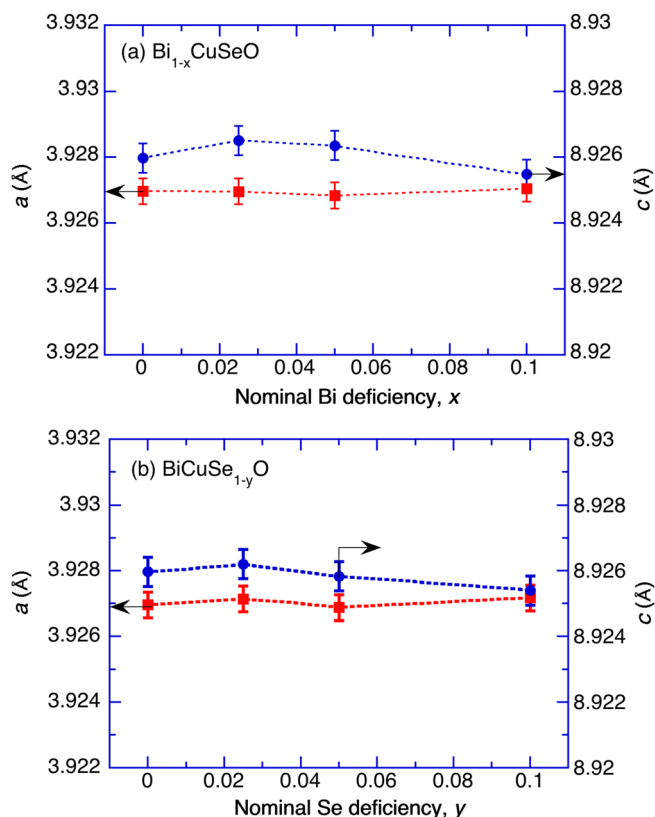 (a) Bi1-xCuSeO
3.932
3.93
3.928
3.926
3.924
3.922
a (Å)
8.93
8.928
8.926
8.924
8.922
8.92
c (Å)
0 0.02 0.04 0.06 0.08 0.1
Nominal Bi deficiency, x
(b) BiCuSe1-yO
3.932
3.93
3.928
3.926
3.924
3.922
a (Å)
8.93
8.928
8.926
8.924
8.922
8.92
c (Å)
0 0.02 0.04 0.06 0.08 0.1
Nominal Se deficiency, y